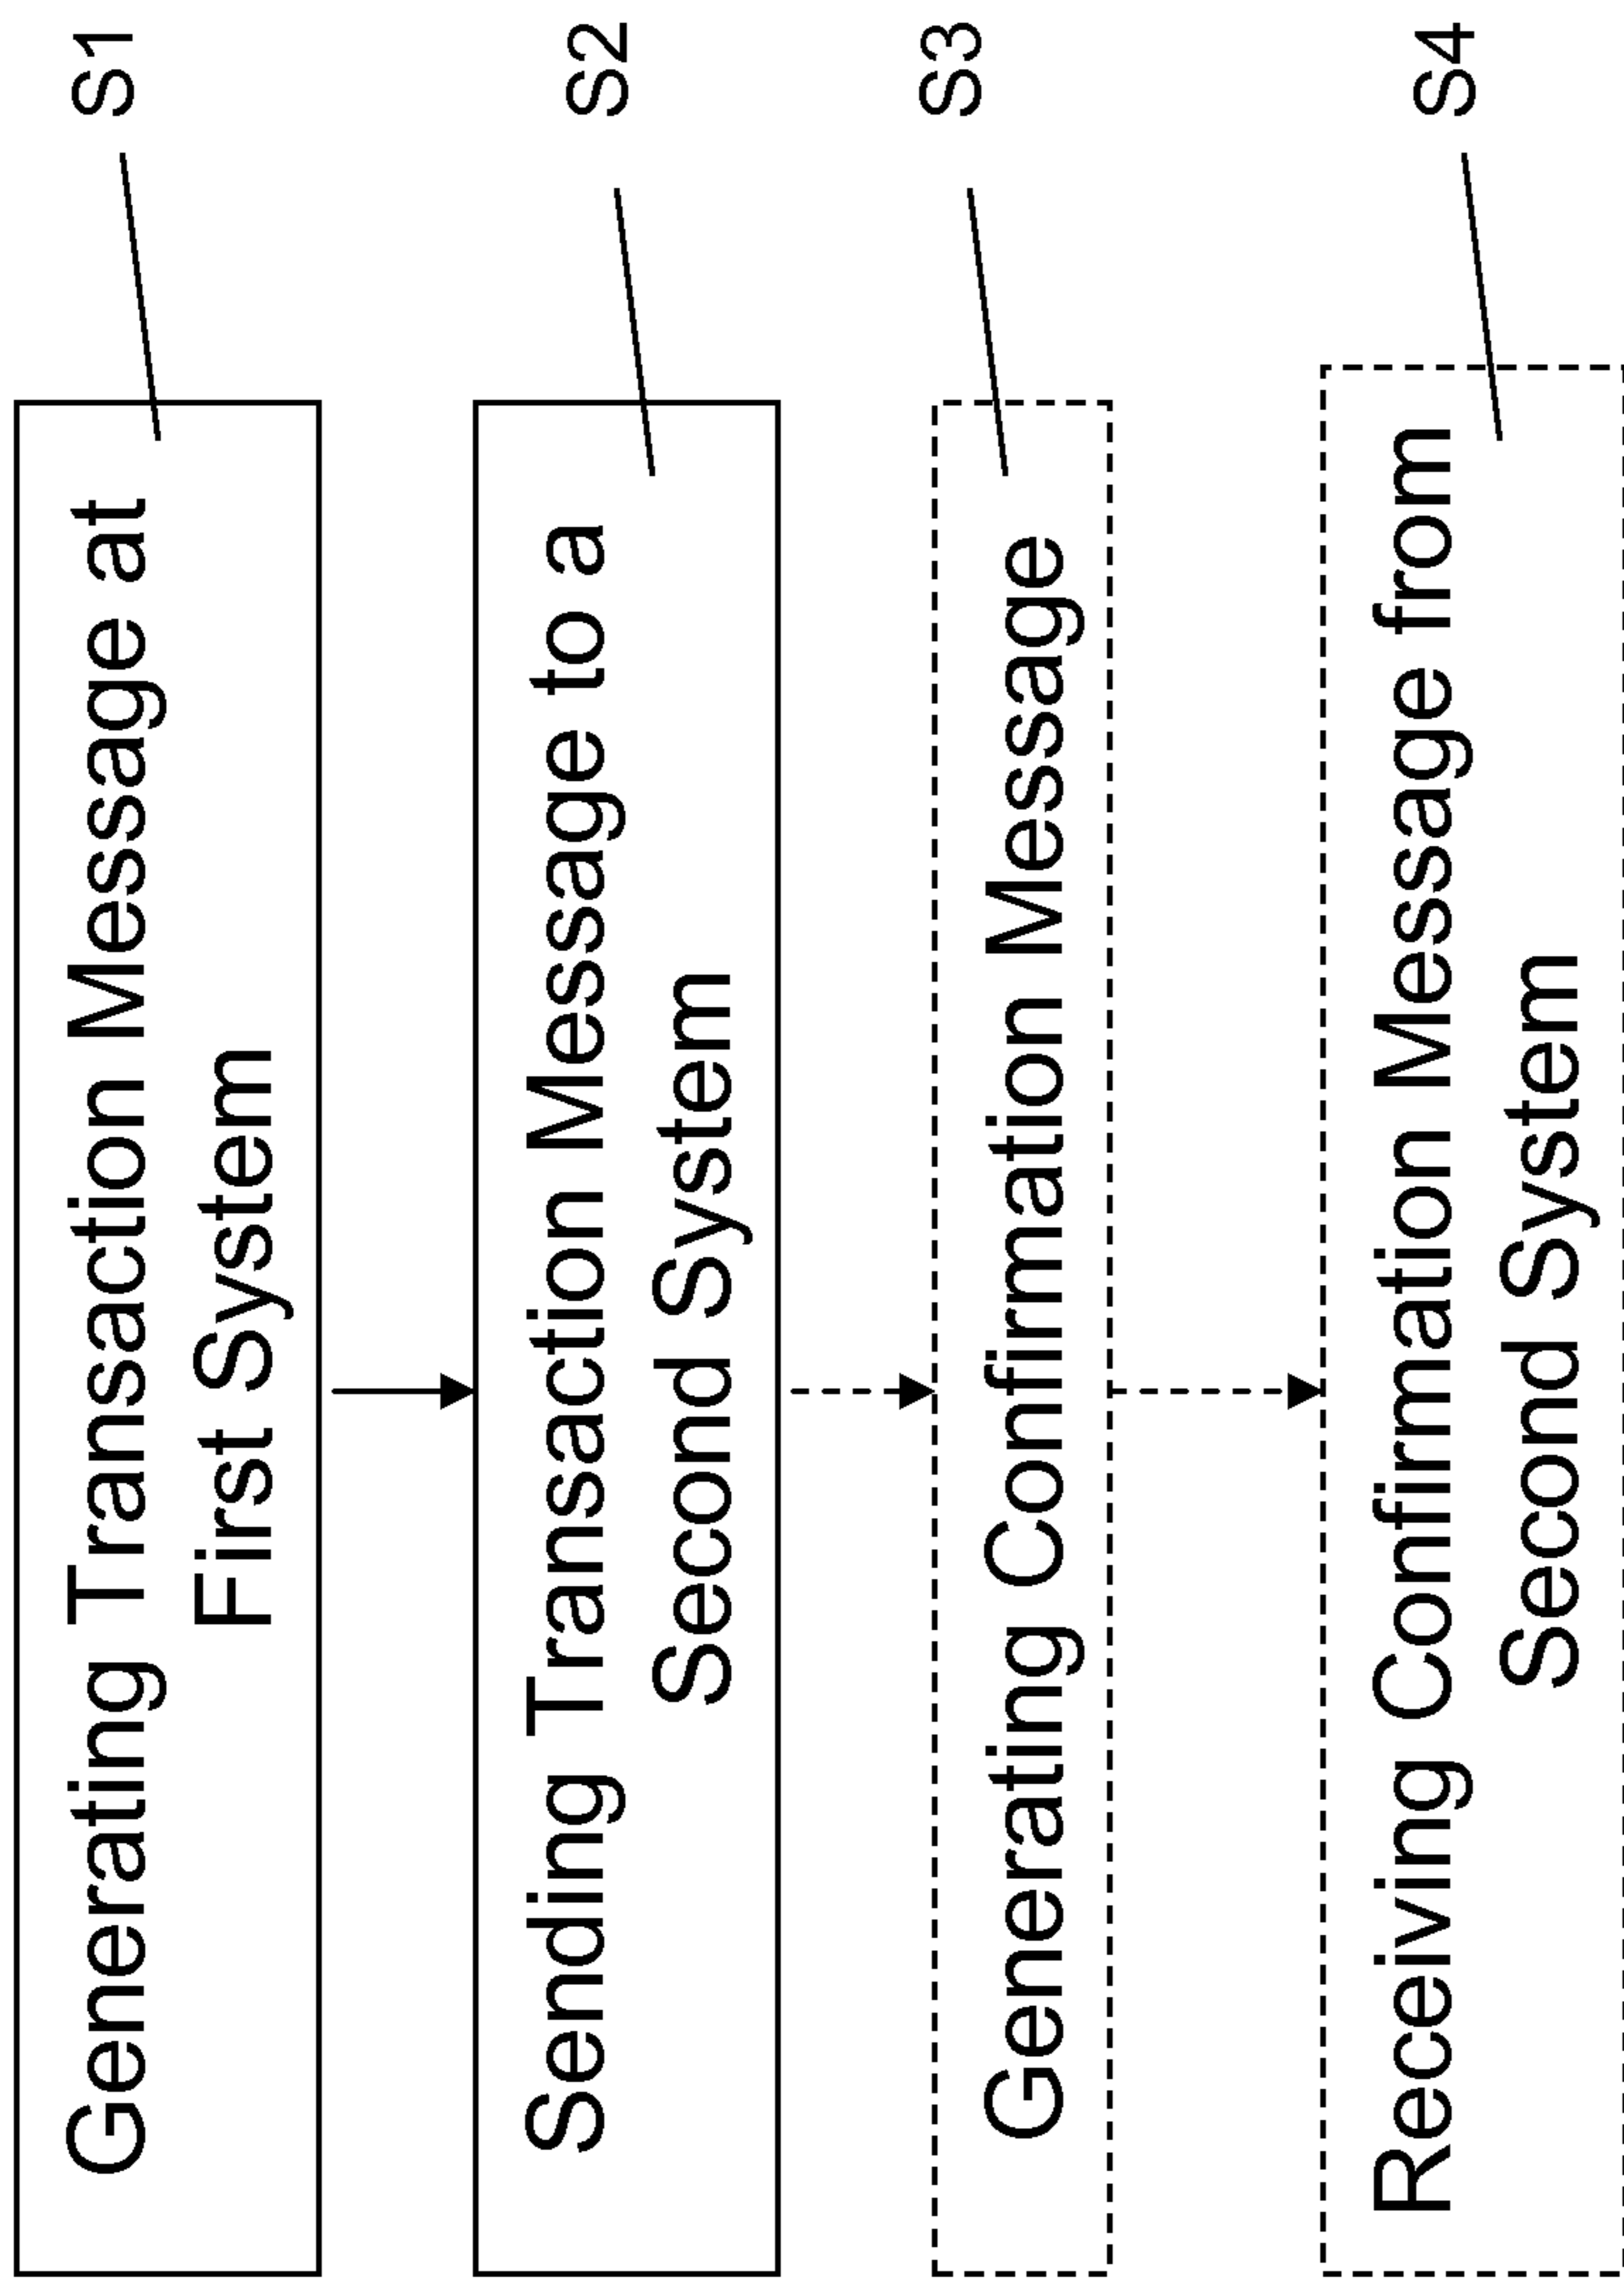 Generating Transaction Message at
First System
S1
Sending Transaction Message to a
Second System
S2
Generating Confirmation Message
S3
Receiving Confirmation Message from
Second System
S4